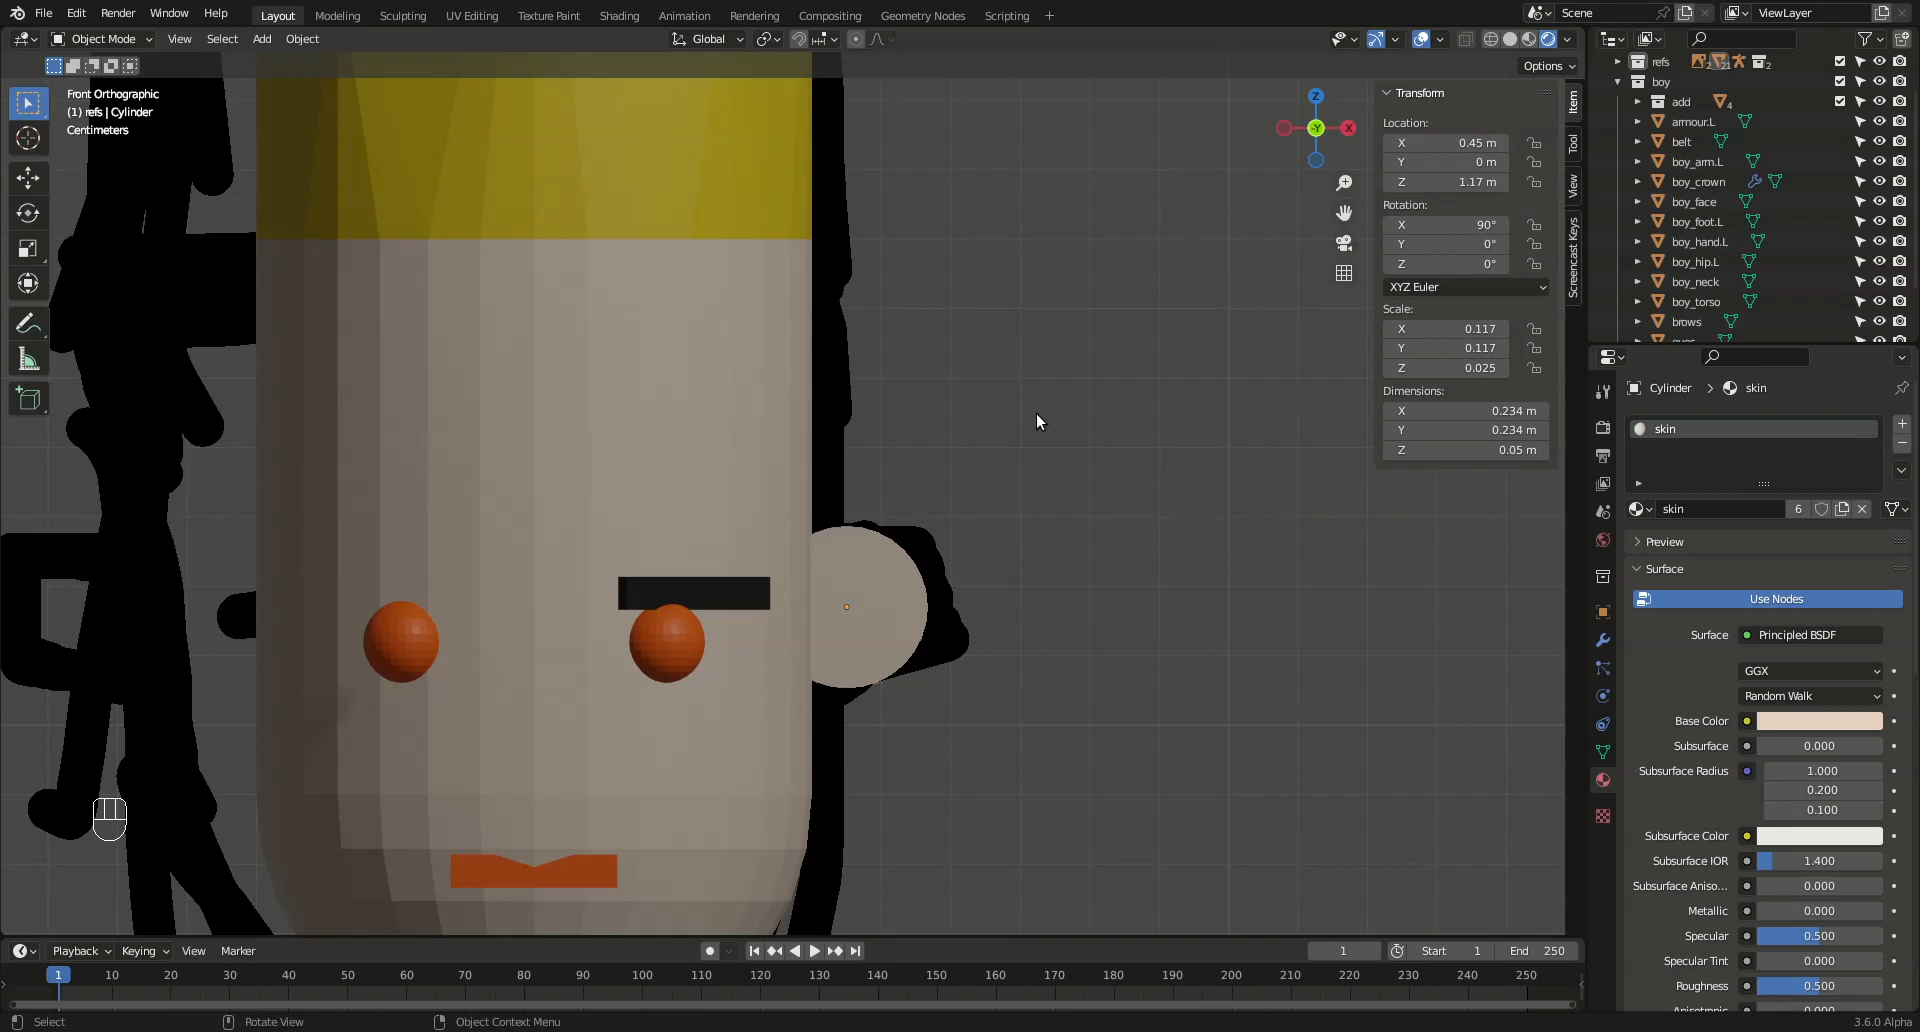 File Edit Render Window Help Layout Modeling Sculpting UV Editing Texture Paint Shading Animation Rendering Compositing Geometry Nodes Scripting + Scene ViewLayer
Object Mode View Select Add Object Global
Options
Front Orthographic
(1) refs | Cylinder
Centimeters
Z
-Y
X
Transform
Location:
X 0.45 m
Y 0 m
Z 1.17 m
Rotation:
X 90°
Y 0°
Z 0°
XYZ Euler
Scale:
X 0.117
Y 0.117
Z 0.025
Dimensions:
X 0.234 m
Y 0.234 m
Z 0.05 m
Item
Tool
View
Screencast Keys
refs 2 21 2
boy
add 4
armour.L
belt
boy_arm.L
boy_crown
boy_face
boy_foot.L
boy_hand.L
boy_hip.L
boy_neck
boy_torso
brows
Cylinder > skin
skin
skin 6
Preview
Surface
Use Nodes
Surface Principled BSDF
GGX
Random Walk
Base Color
Subsurface 0.000
Subsurface Radius 1.000
0.200
0.100
Subsurface Color
Subsurface IOR 1.400
Subsurface Aniso... 0.000
Metallic 0.000
Specular 0.500
Specular Tint 0.000
Roughness 0.500
Playback Keying View Marker 1 Start 1 End 250
1 10 20 30 40 50 60 70 80 90 100 110 120 130 140 150 160 170 180 190 200 210 220 230 240 250
Select Rotate View Object Context Menu 3.6.0 Alpha